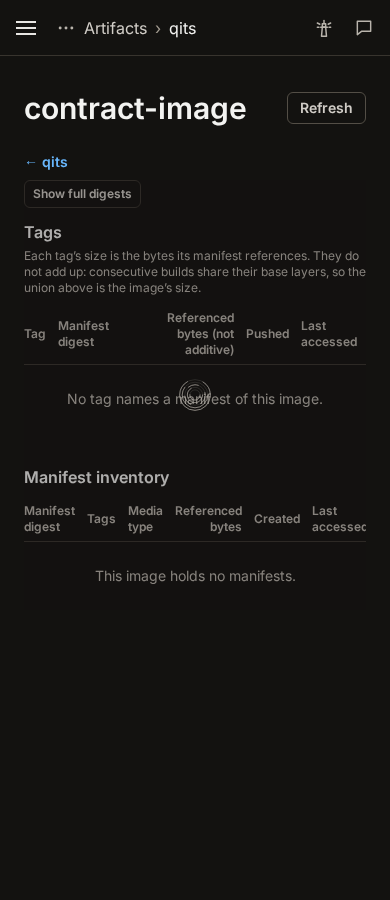 Artifacts › qits
contract-image
Refresh
← qits
Show full digests
Tags
Each tag's size is the bytes its manifest references. They do
not add up: consecutive builds share their base layers, so the
union above is the image's size.
Tag Manifest digest Referenced bytes (not additive) Pushed Last accessed
No tag names a manifest of this image.
Manifest inventory
Manifest digest Tags Media type Referenced bytes Created Last accessed
This image holds no manifests.